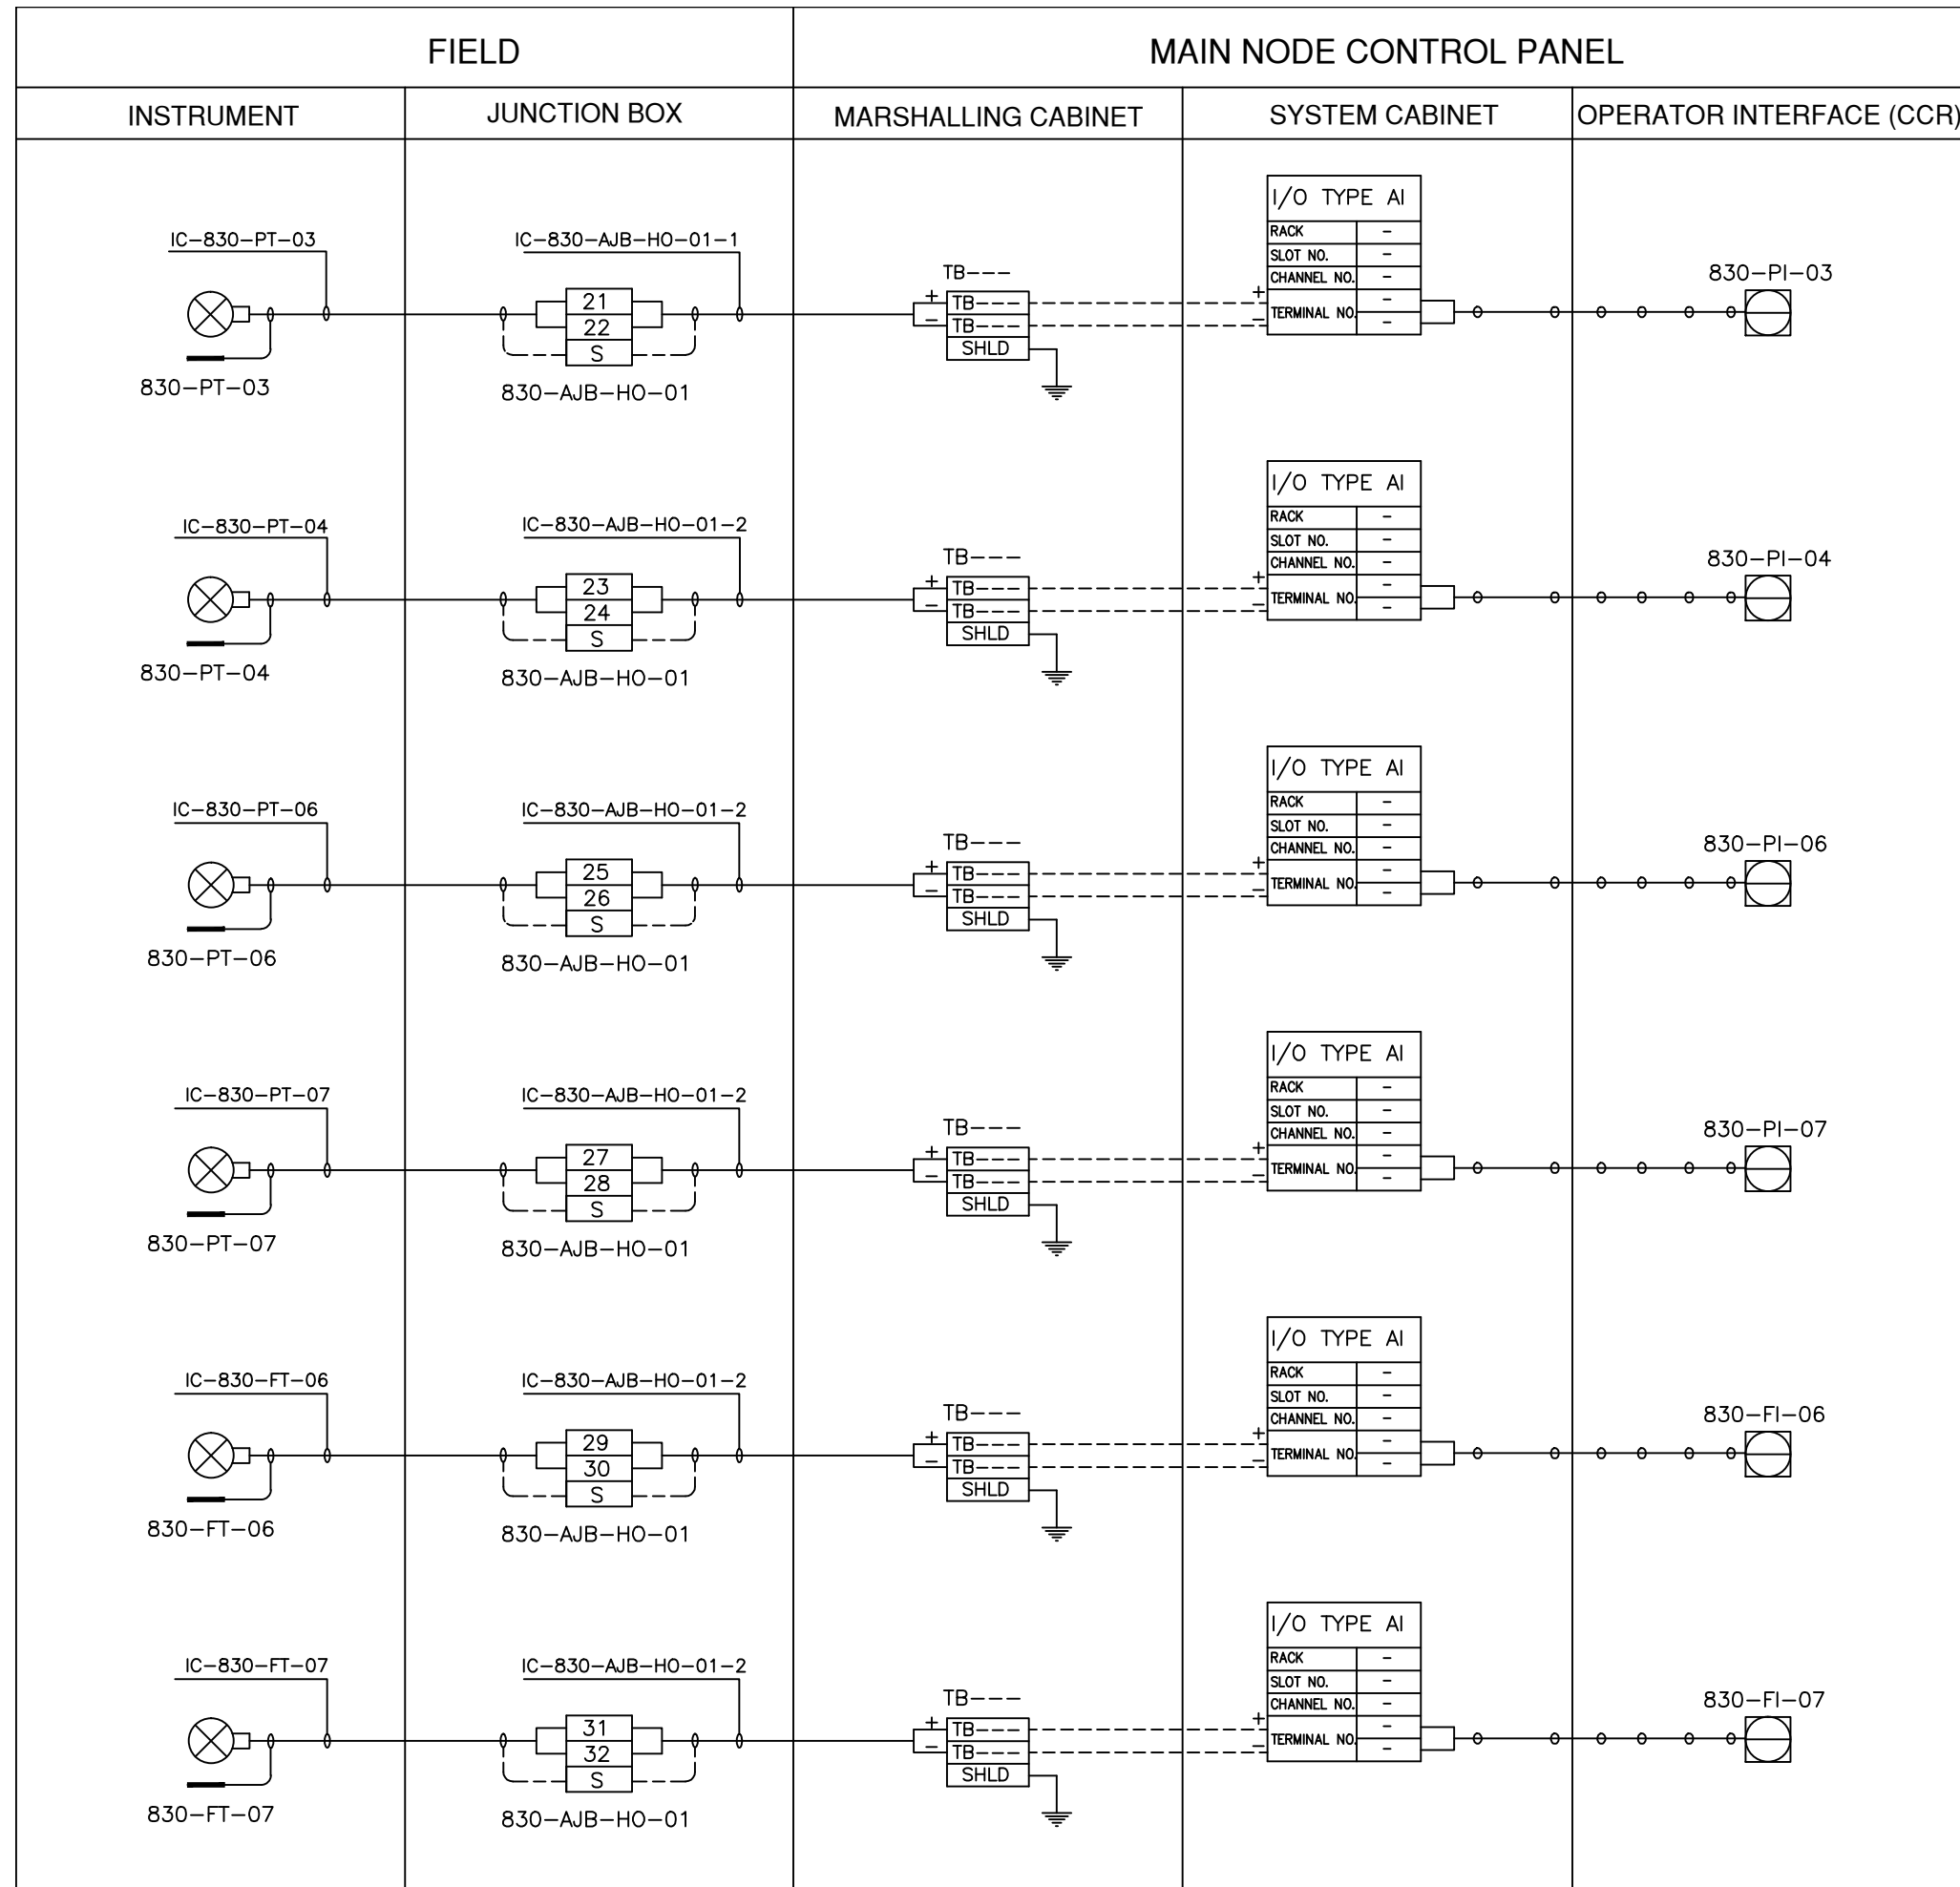 FIELD
MAIN NODE CONTROL PANEL
INSTRUMENT
JUNCTION BOX
MARSHALLING CABINET
SYSTEM CABINET
OPERATOR INTERFACE (CCR)
IC-830-PT-03
830-PT-03
IC-830-AJB-HO-01-1
21
22
S
830-AJB-HO-01
TB---
+ TB---
- TB---
SHLD
I/O TYPE AI
RACK -
SLOT NO. -
CHANNEL NO. -
+ -
TERMINAL NO.
- -
830-PI-03
IC-830-PT-04
830-PT-04
IC-830-AJB-HO-01-2
23
24
S
830-AJB-HO-01
TB---
+ TB---
- TB---
SHLD
I/O TYPE AI
RACK -
SLOT NO. -
CHANNEL NO. -
+ -
TERMINAL NO.
- -
830-PI-04
IC-830-PT-06
830-PT-06
IC-830-AJB-HO-01-2
25
26
S
830-AJB-HO-01
TB---
+ TB---
- TB---
SHLD
I/O TYPE AI
RACK -
SLOT NO. -
CHANNEL NO. -
+ -
TERMINAL NO.
- -
830-PI-06
IC-830-PT-07
830-PT-07
IC-830-AJB-HO-01-2
27
28
S
830-AJB-HO-01
TB---
+ TB---
- TB---
SHLD
I/O TYPE AI
RACK -
SLOT NO. -
CHANNEL NO. -
+ -
TERMINAL NO.
- -
830-PI-07
IC-830-FT-06
830-FT-06
IC-830-AJB-HO-01-2
29
30
S
830-AJB-HO-01
TB---
+ TB---
- TB---
SHLD
I/O TYPE AI
RACK -
SLOT NO. -
CHANNEL NO. -
+ -
TERMINAL NO.
- -
830-FI-06
IC-830-FT-07
830-FT-07
IC-830-AJB-HO-01-2
31
32
S
830-AJB-HO-01
TB---
+ TB---
- TB---
SHLD
I/O TYPE AI
RACK -
SLOT NO. -
CHANNEL NO. -
+ -
TERMINAL NO.
- -
830-FI-07